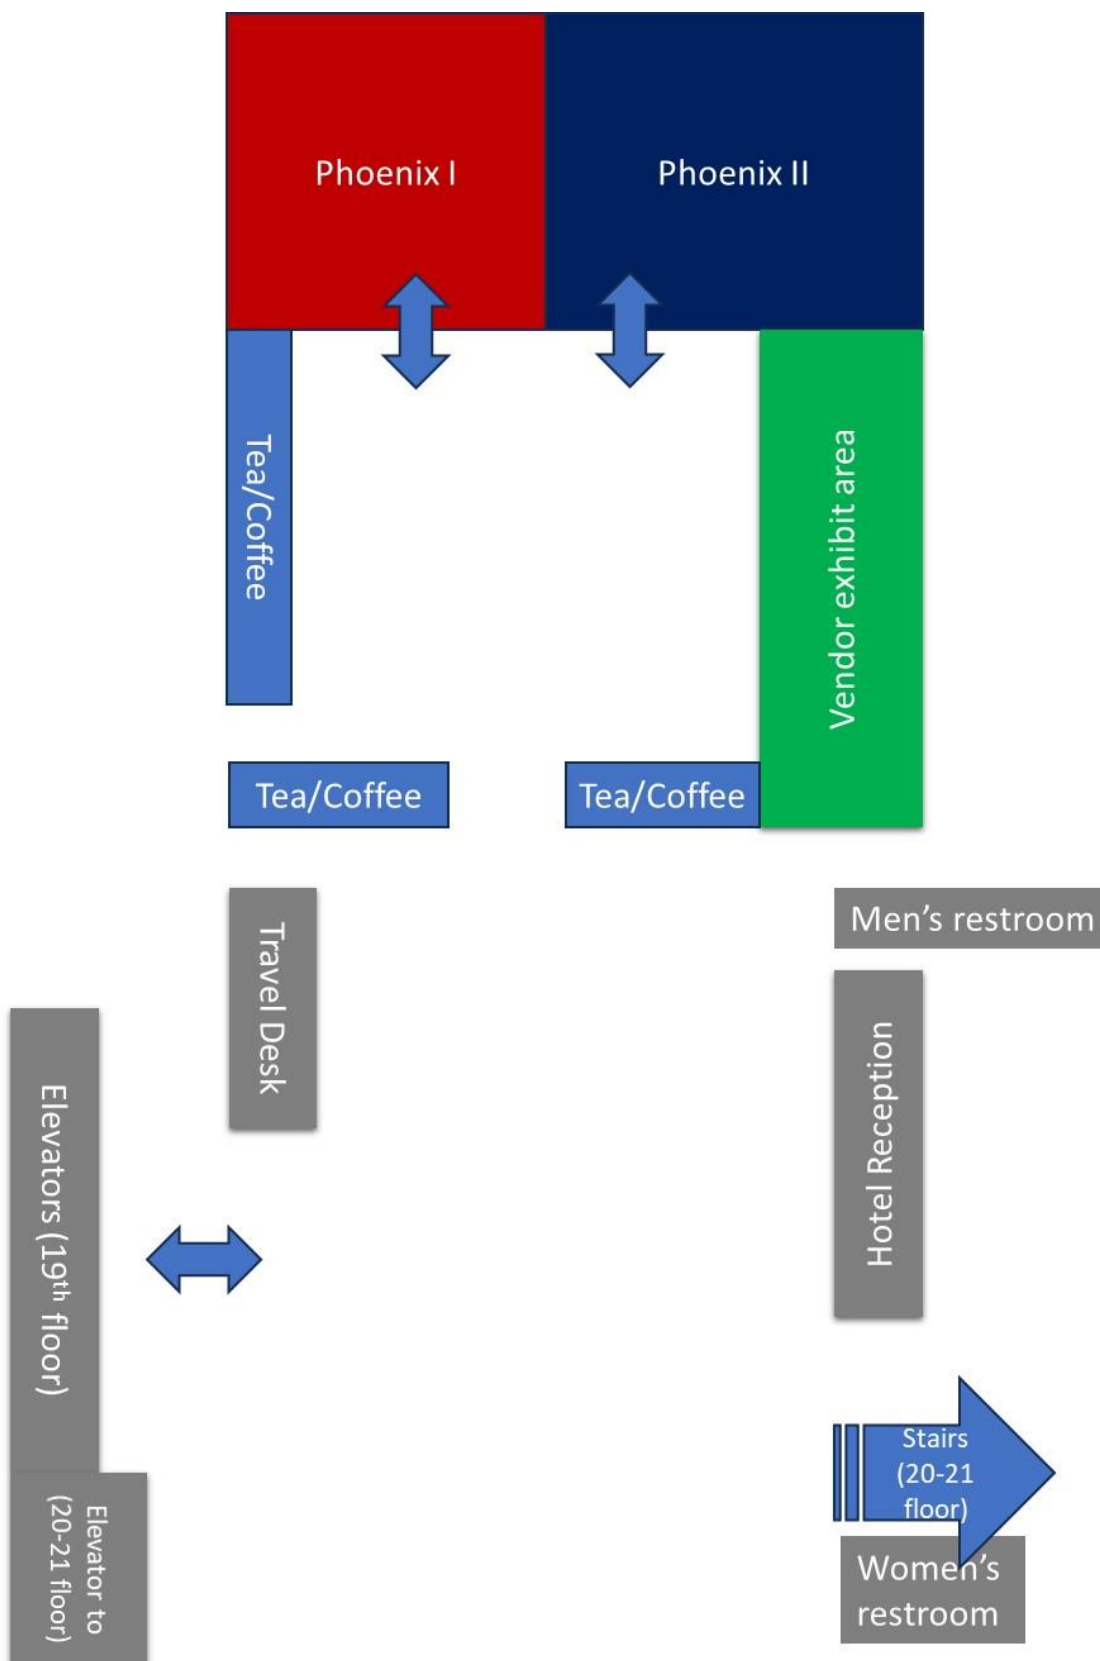 Phoenix I
Phoenix II
Tea/Coffee
Vendor exhibit area
Tea/Coffee
Tea/Coffee
Travel Desk
Men’s restroom
Hotel Reception
Elevators (19th floor)
Stairs
(20-21
floor)
Elevator to
(20-21 floor)
Women’s
restroom